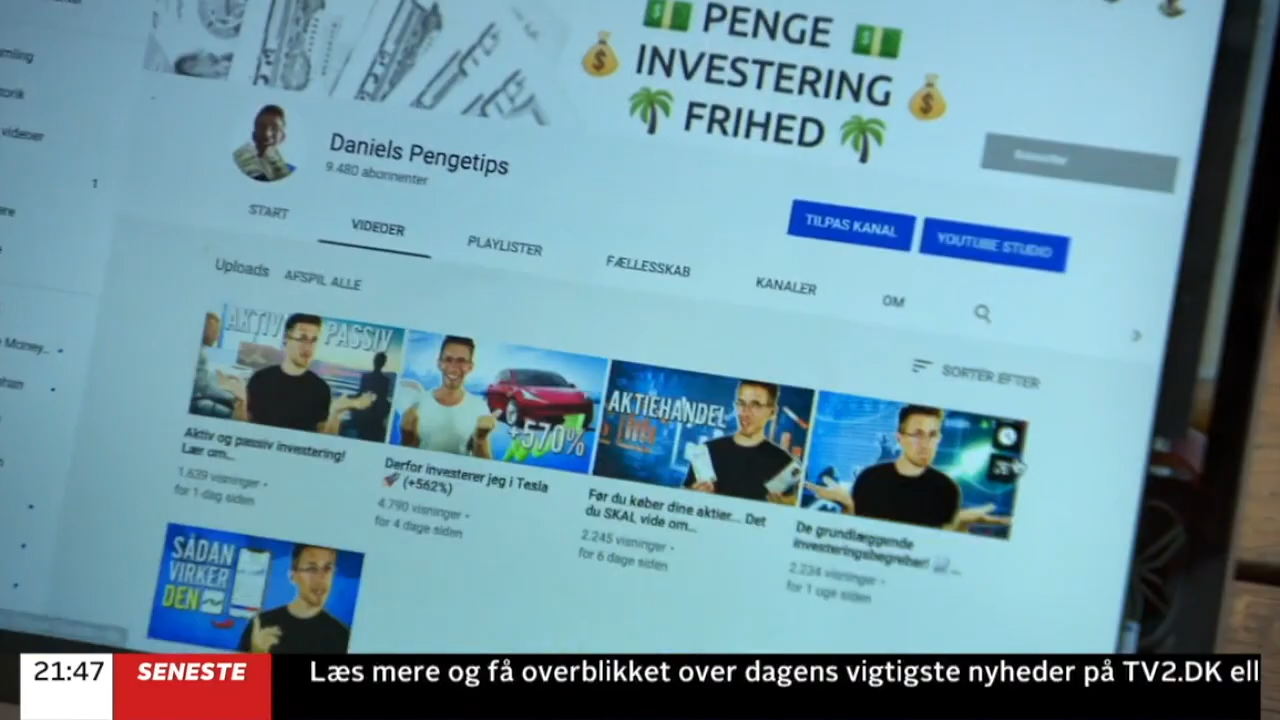 PENGE
INVESTERING
FRIHED
Daniels Pengetips
9.480 abonnenter
videoer
1
START
VIDEOER
PLAYLISTER
FÆLLESSKAB
KANALER
OM
TILPAS KANAL
YOUTUBE STUDIO
Uploads
AFSPIL ALLE
SORTER EFTER
Money...
AKTIV
PASSIV
+570%
AKTIEHANDEL
Aktiv og passiv investering!
Lær om...
1.639 visninger •
for 1 dag siden
Derfor investerer jeg i Tesla
(+562%)
4.790 visninger •
for 4 dage siden
Før du køber dine aktier... Det
du SKAL vide om...
2.245 visninger •
for 6 dage siden
De grundlæggende
investeringsbegreber!
2.234 visninger •
for 1 uge siden
SÅDAN
VIRKER
DEN
21:47
SENESTE
Læs mere og få overblikket over dagens vigtigste nyheder på TV2.DK ell